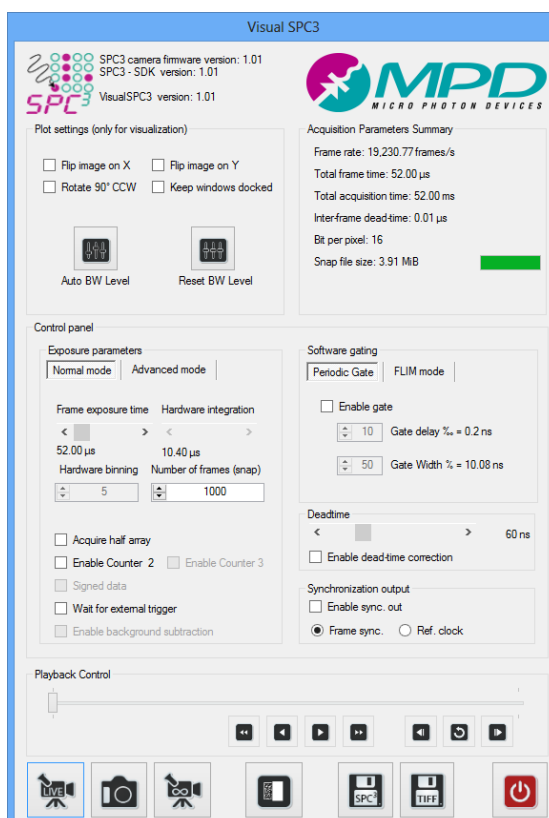 Visual SPC3
SPC3 camera firmware version: 1.01
SPC3 - SDK version: 1.01
VisualSPC3 version: 1.01
SPC3
MPD
MICRO PHOTON DEVICES
Plot settings (only for visualization)
Flip image on X
Flip image on Y
Rotate 90° CCW
Keep windows docked
Auto BW Level
Reset BW Level
Acquisition Parameters Summary
Frame rate: 19,230.77 frames/s
Total frame time: 52.00 µs
Total acquisition time: 52.00 ms
Inter-frame dead-time: 0.01 µs
Bit per pixel: 16
Snap file size: 3.91 MiB
Control panel
Exposure parameters
Normal mode
Advanced mode
Frame exposure time
Hardware integration
52.00 µs
10.40 µs
Hardware binning
Number of frames (snap)
5
1000
Acquire half array
Enable Counter 2
Enable Counter 3
Signed data
Wait for external trigger
Enable background subtraction
Software gating
Periodic Gate
FLIM mode
Enable gate
10
Gate delay ‰ = 0.2 ns
50
Gate Width % = 10.08 ns
Deadtime
60 ns
Enable dead-time correction
Synchronization output
Enable sync. out
Frame sync.
Ref. clock
Playback Control
LIVE
SPC3
TIFF